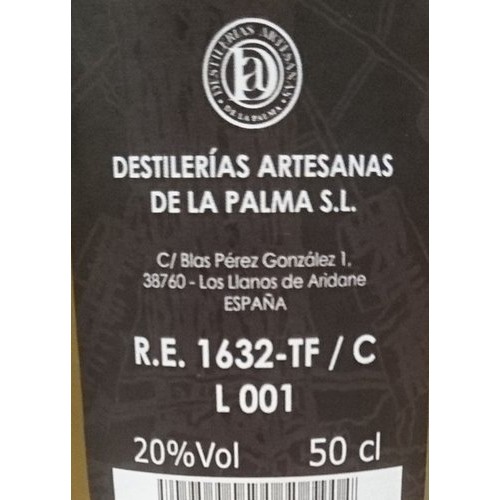 DESTILERÍAS ARTESANAS
DE LA PALMA
DA
DESTILERÍAS ARTESANAS
DE LA PALMA S.L.
C/ Blas Pérez González 1,
38760 - Los Llanos de Aridane
ESPAÑA
R.E. 1632-TF / C
L 001
20%Vol 50 cl